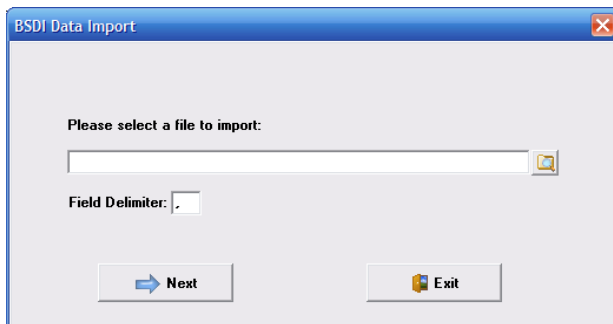 BSDI Data Import
Please select a file to import:
Field Delimiter: ,
Next Exit